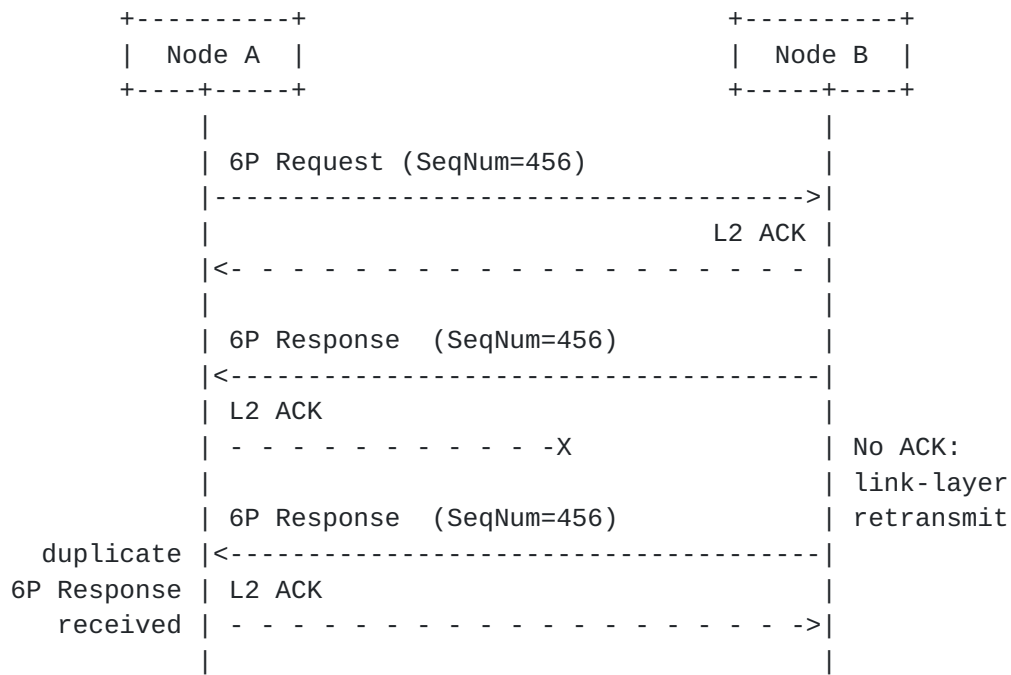 +----------+ +----------+
| Node A | | Node B |
+----+-----+ +-----+----+
| |
| 6P Request (SeqNum=456) |
|-------------------------------------->|
| L2 ACK |
|<- - - - - - - - - - - - - - - - - - - |
| |
| 6P Response (SeqNum=456) |
|<--------------------------------------|
| L2 ACK |
| - - - - - - - - - - -X | No ACK:
| | link-layer
| 6P Response (SeqNum=456) | retransmit
duplicate |<--------------------------------------|
6P Response | L2 ACK |
received | - - - - - - - - - - - - - - - - - - ->|
| |